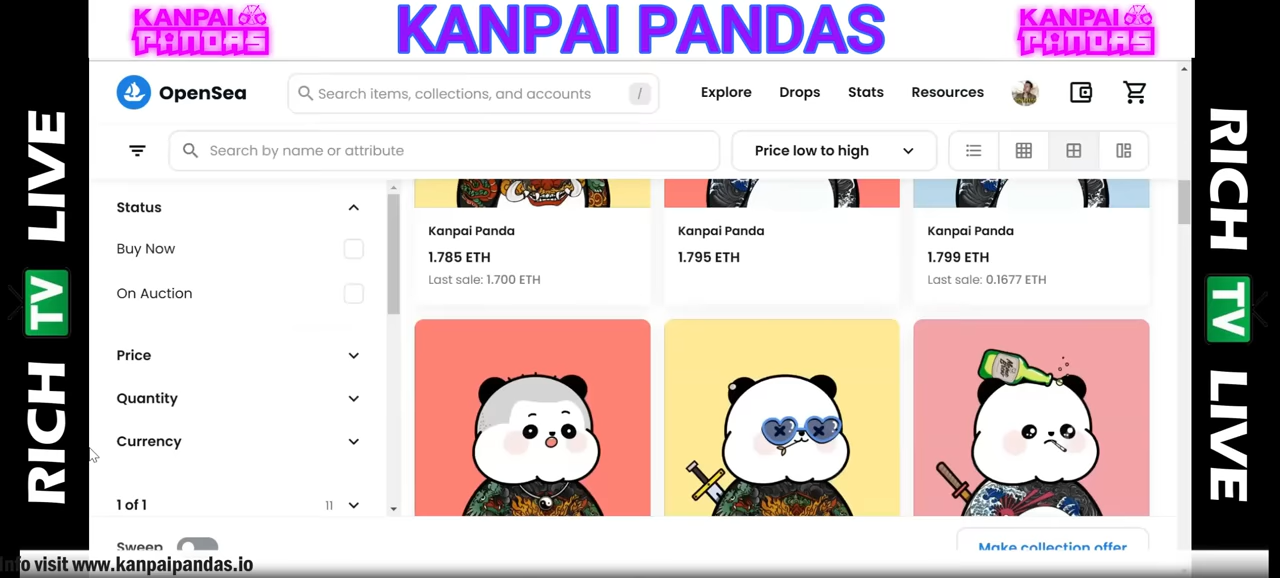 KANPAI
PANDAS
KANPAI PANDAS
KANPAI
PANDAS
OpenSea
Search items, collections, and accounts
/
Explore
Drops
Stats
Resources
Search by name or attribute
Price low to high
Status
Buy Now
On Auction
Price
Quantity
Currency
1 of 1
11
Sweep
Kanpai Panda
1.785 ETH
Last sale: 1.700 ETH
Kanpai Panda
1.795 ETH
Kanpai Panda
1.799 ETH
Last sale: 0.1677 ETH
Make collection offer
RICH TV LIVE
RICH TV LIVE
Info visit www.kanpaipandas.io